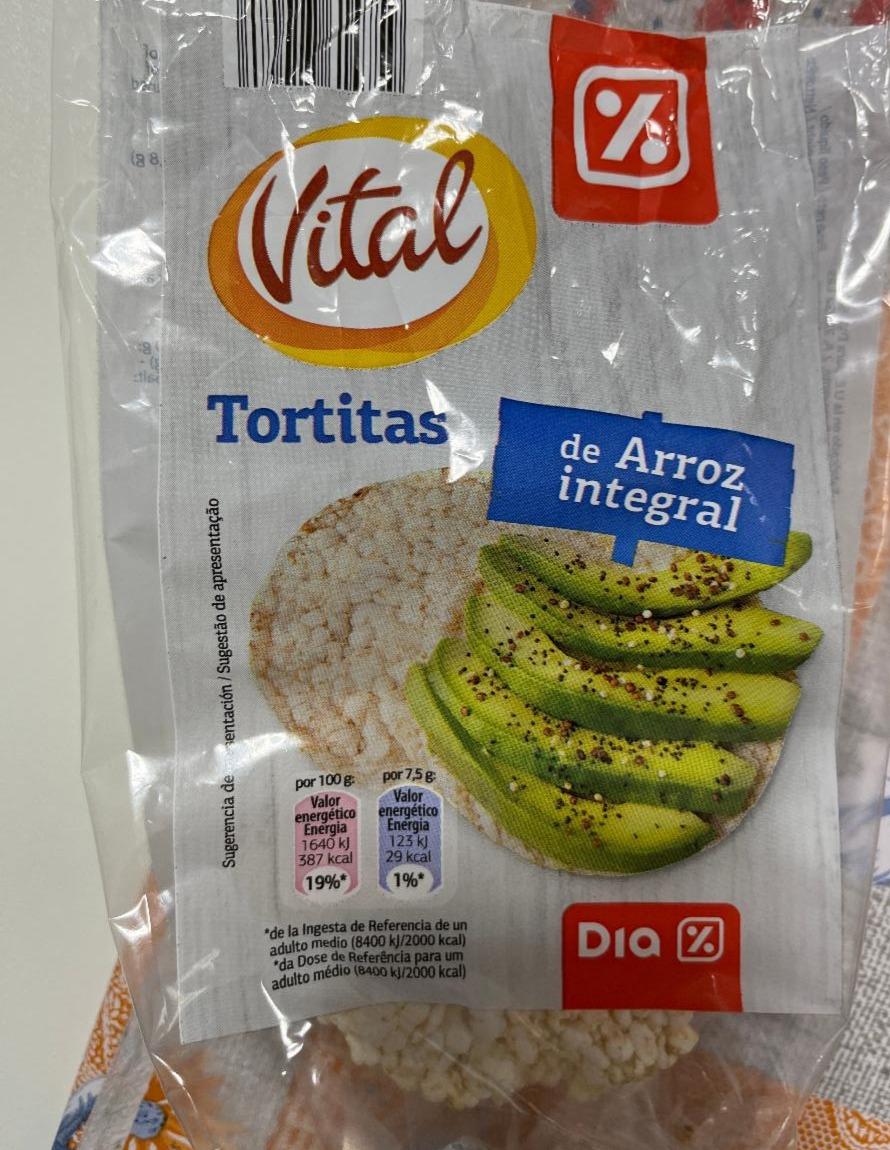 Vital
Tortitas
de Arroz
integral
Sugerencia de / Sugestão de apresentação
por 100 g:
Valor
energético
Energia
1640 kJ
387 kcal
19%*
por 7,5 g:
Valor
energético
Energia
123 kJ
29 kcal
1%*
*de la Ingesta de Referencia de un
adulto medio (8400 kJ/2000 kcal)
*da Dose de Referência para um
adulto médio (8400 kJ/2000 kcal)
Dia %